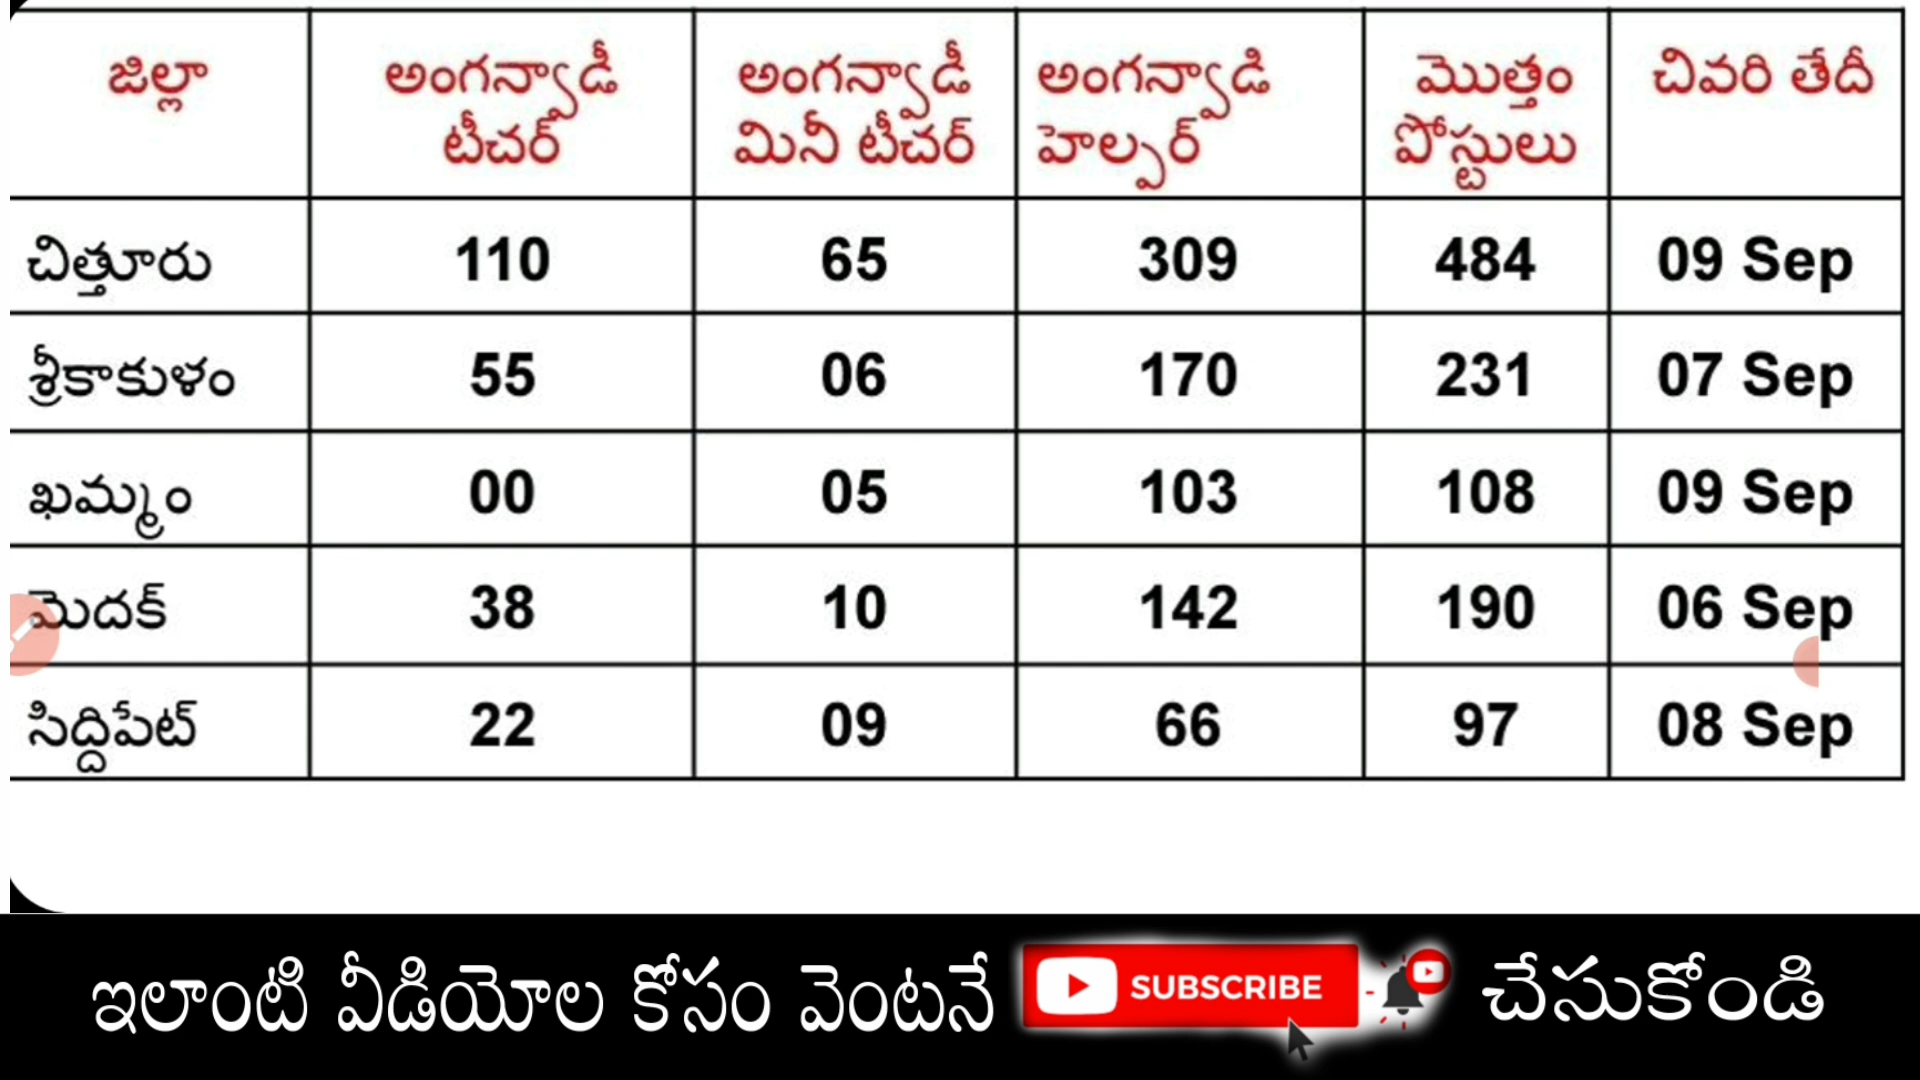 జిల్లా అంగన్వాడీ టీచర్ అంగన్వాడీ మినీ టీచర్ అంగన్వాడి హెల్పర్ మొత్తం పోస్టులు చివరి తేదీ
చిత్తూరు 110 65 309 484 09 Sep
శ్రీకాకుళం 55 06 170 231 07 Sep
ఖమ్మం 00 05 103 108 09 Sep
మెదక్ 38 10 142 190 06 Sep
సిద్దిపేట్ 22 09 66 97 08 Sep
ఇలాంటి వీడియోల కోసం వెంటనే SUBSCRIBE చేసుకోండి